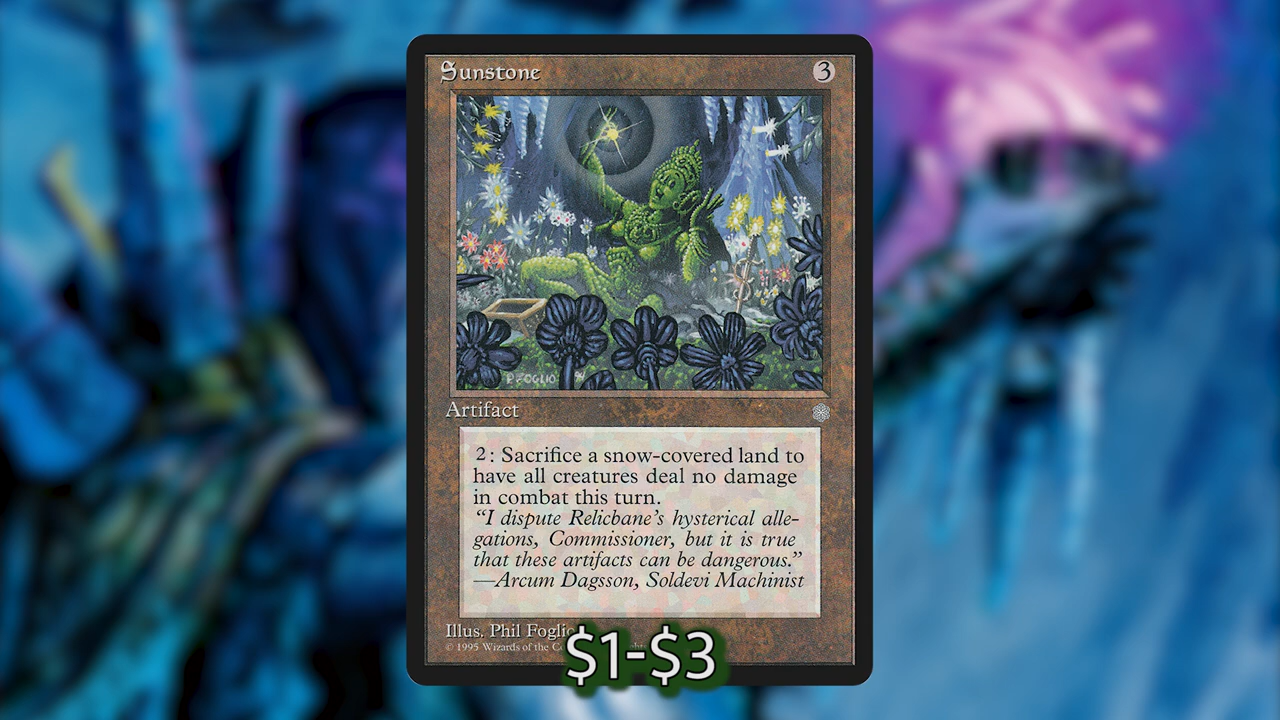 Sunstone 3
P. FOGLIO
Artifact
2: Sacrifice a snow-covered land to
have all creatures deal no damage
in combat this turn.
“I dispute Relicbane’s hysterical alle-
gations, Commissioner, but it is true
that these artifacts can be dangerous.”
—Arcum Dagsson, Soldevi Machinist
Illus. Phil Foglio
© 1995 Wizards of the
$1-$3